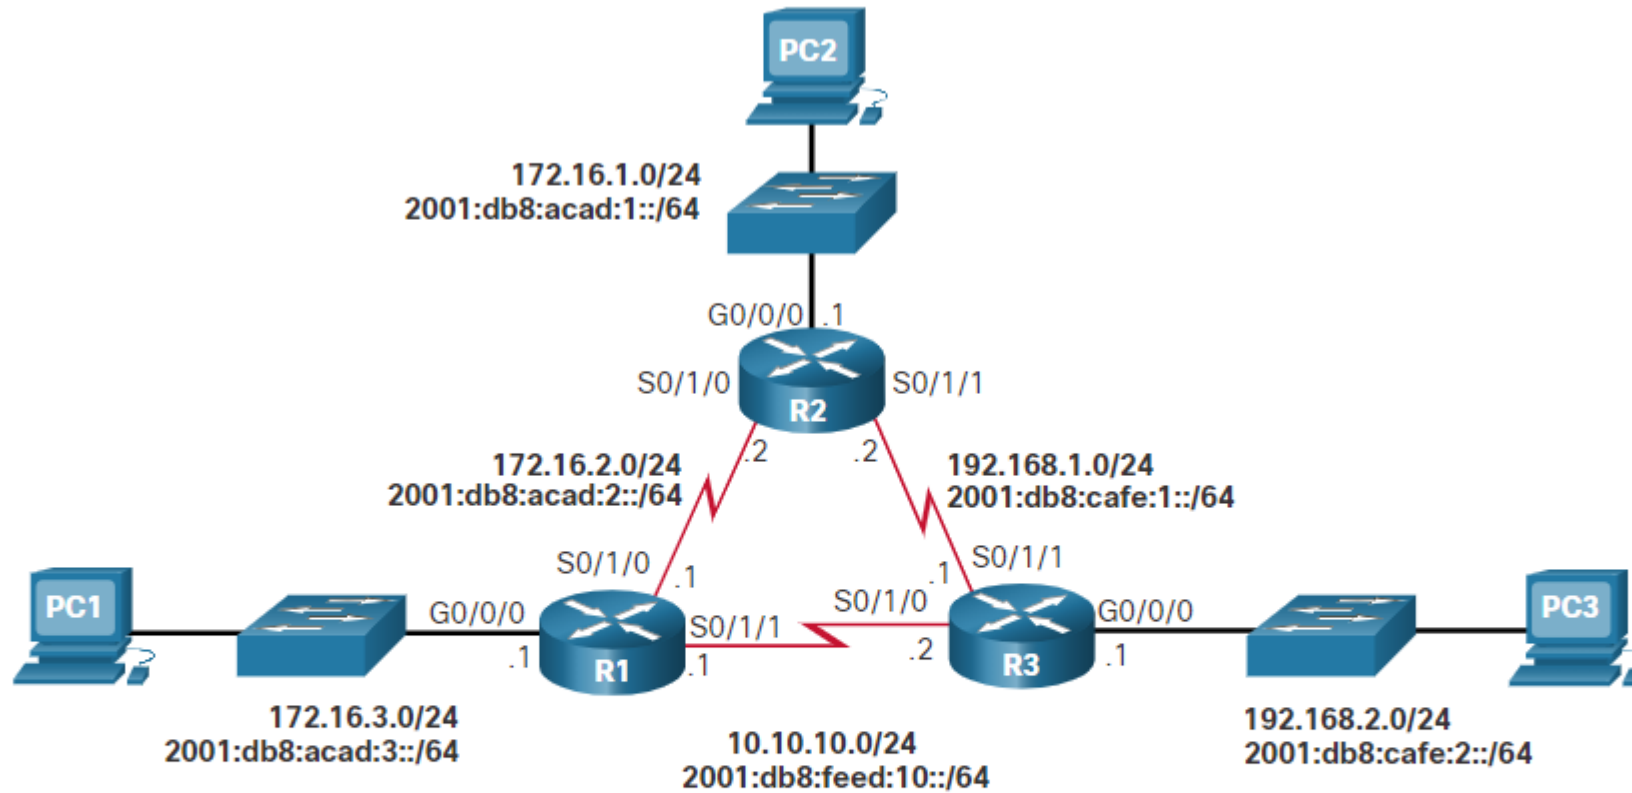 PC2
172.16.1.0/24
2001:db8:acad:1::/64
G0/0/0
.1
S0/1/0
S0/1/1
R2
.2
.2
172.16.2.0/24
2001:db8:acad:2::/64
192.168.1.0/24
2001:db8:cafe:1::/64
S0/1/0
.1
S0/1/1
.1
PC1
G0/0/0
.1
R1
S0/1/1
.1
S0/1/0
.2
R3
G0/0/0
.1
PC3
172.16.3.0/24
2001:db8:acad:3::/64
10.10.10.0/24
2001:db8:feed:10::/64
192.168.2.0/24
2001:db8:cafe:2::/64